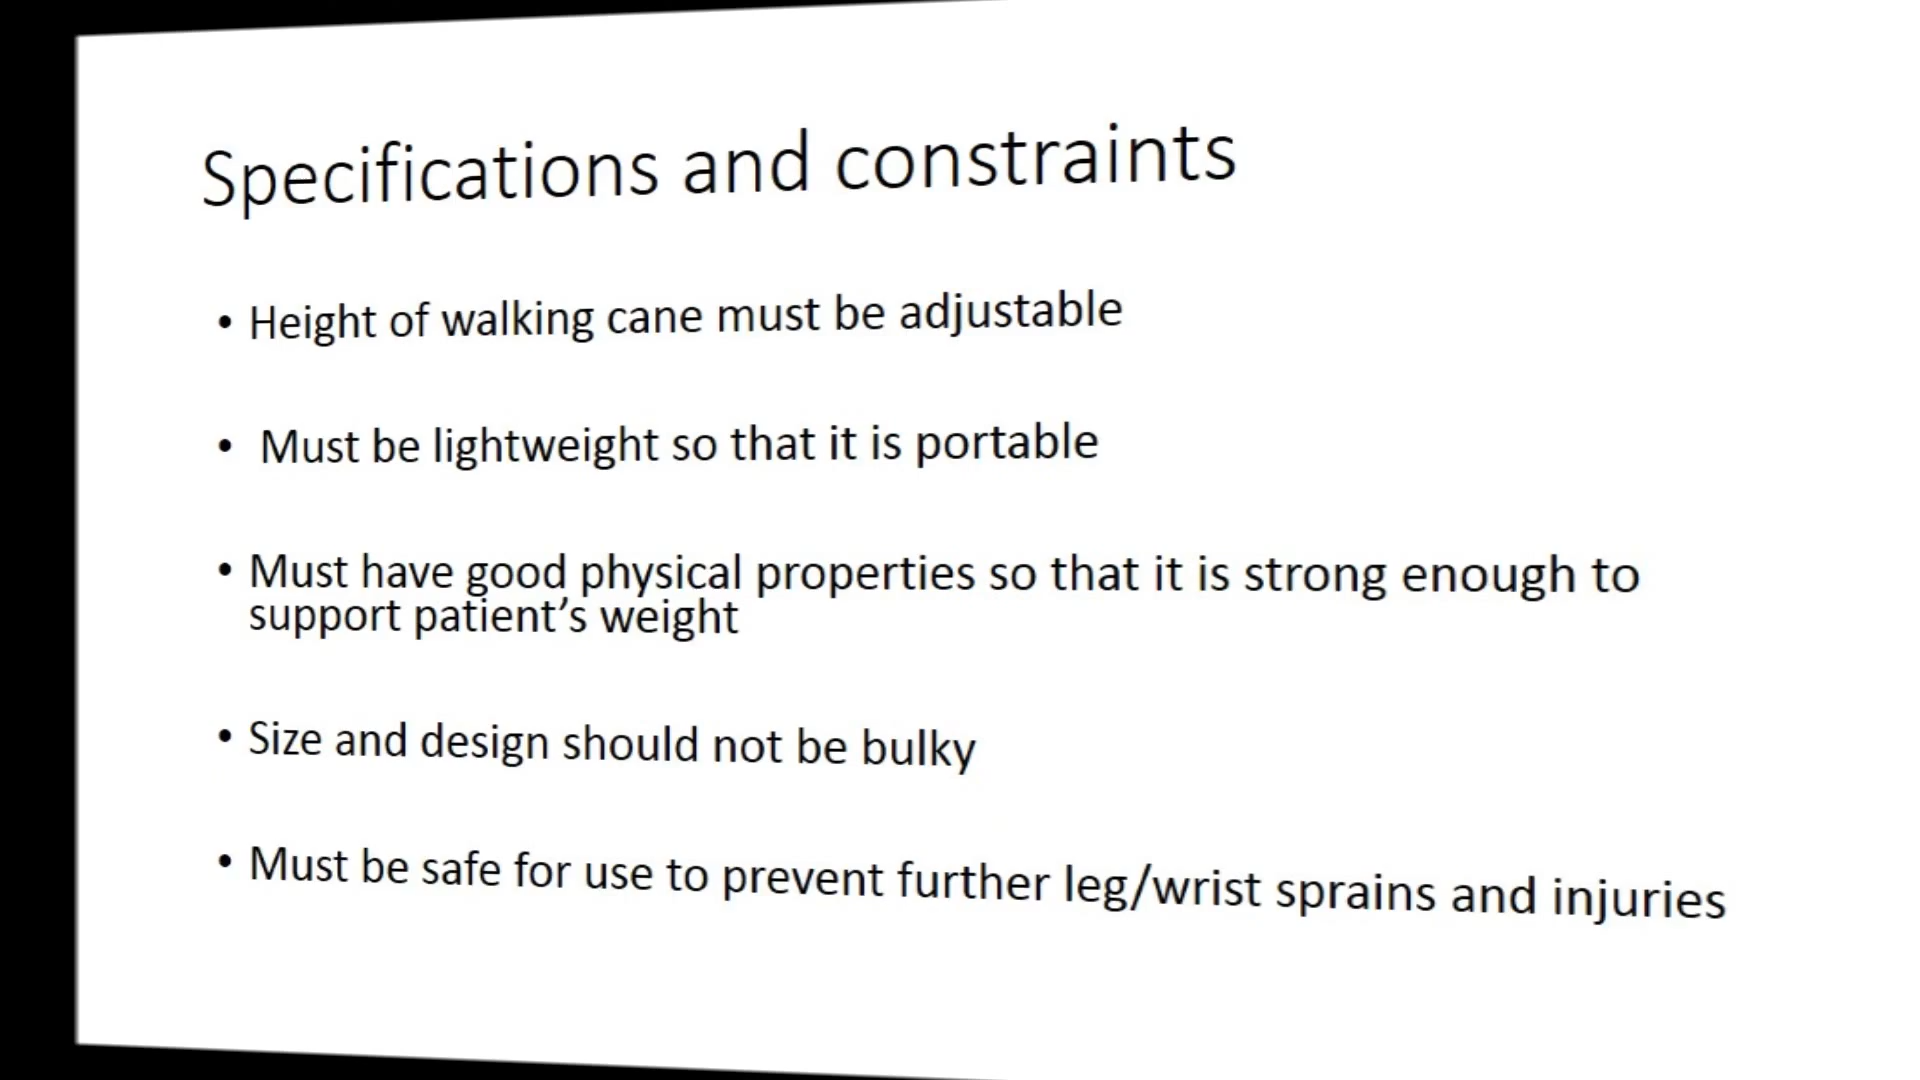 Specifications and constraints
• Height of walking cane must be adjustable
• Must be lightweight so that it is portable
• Must have good physical properties so that it is strong enough to
support patient’s weight
• Size and design should not be bulky
• Must be safe for use to prevent further leg/wrist sprains and injuries